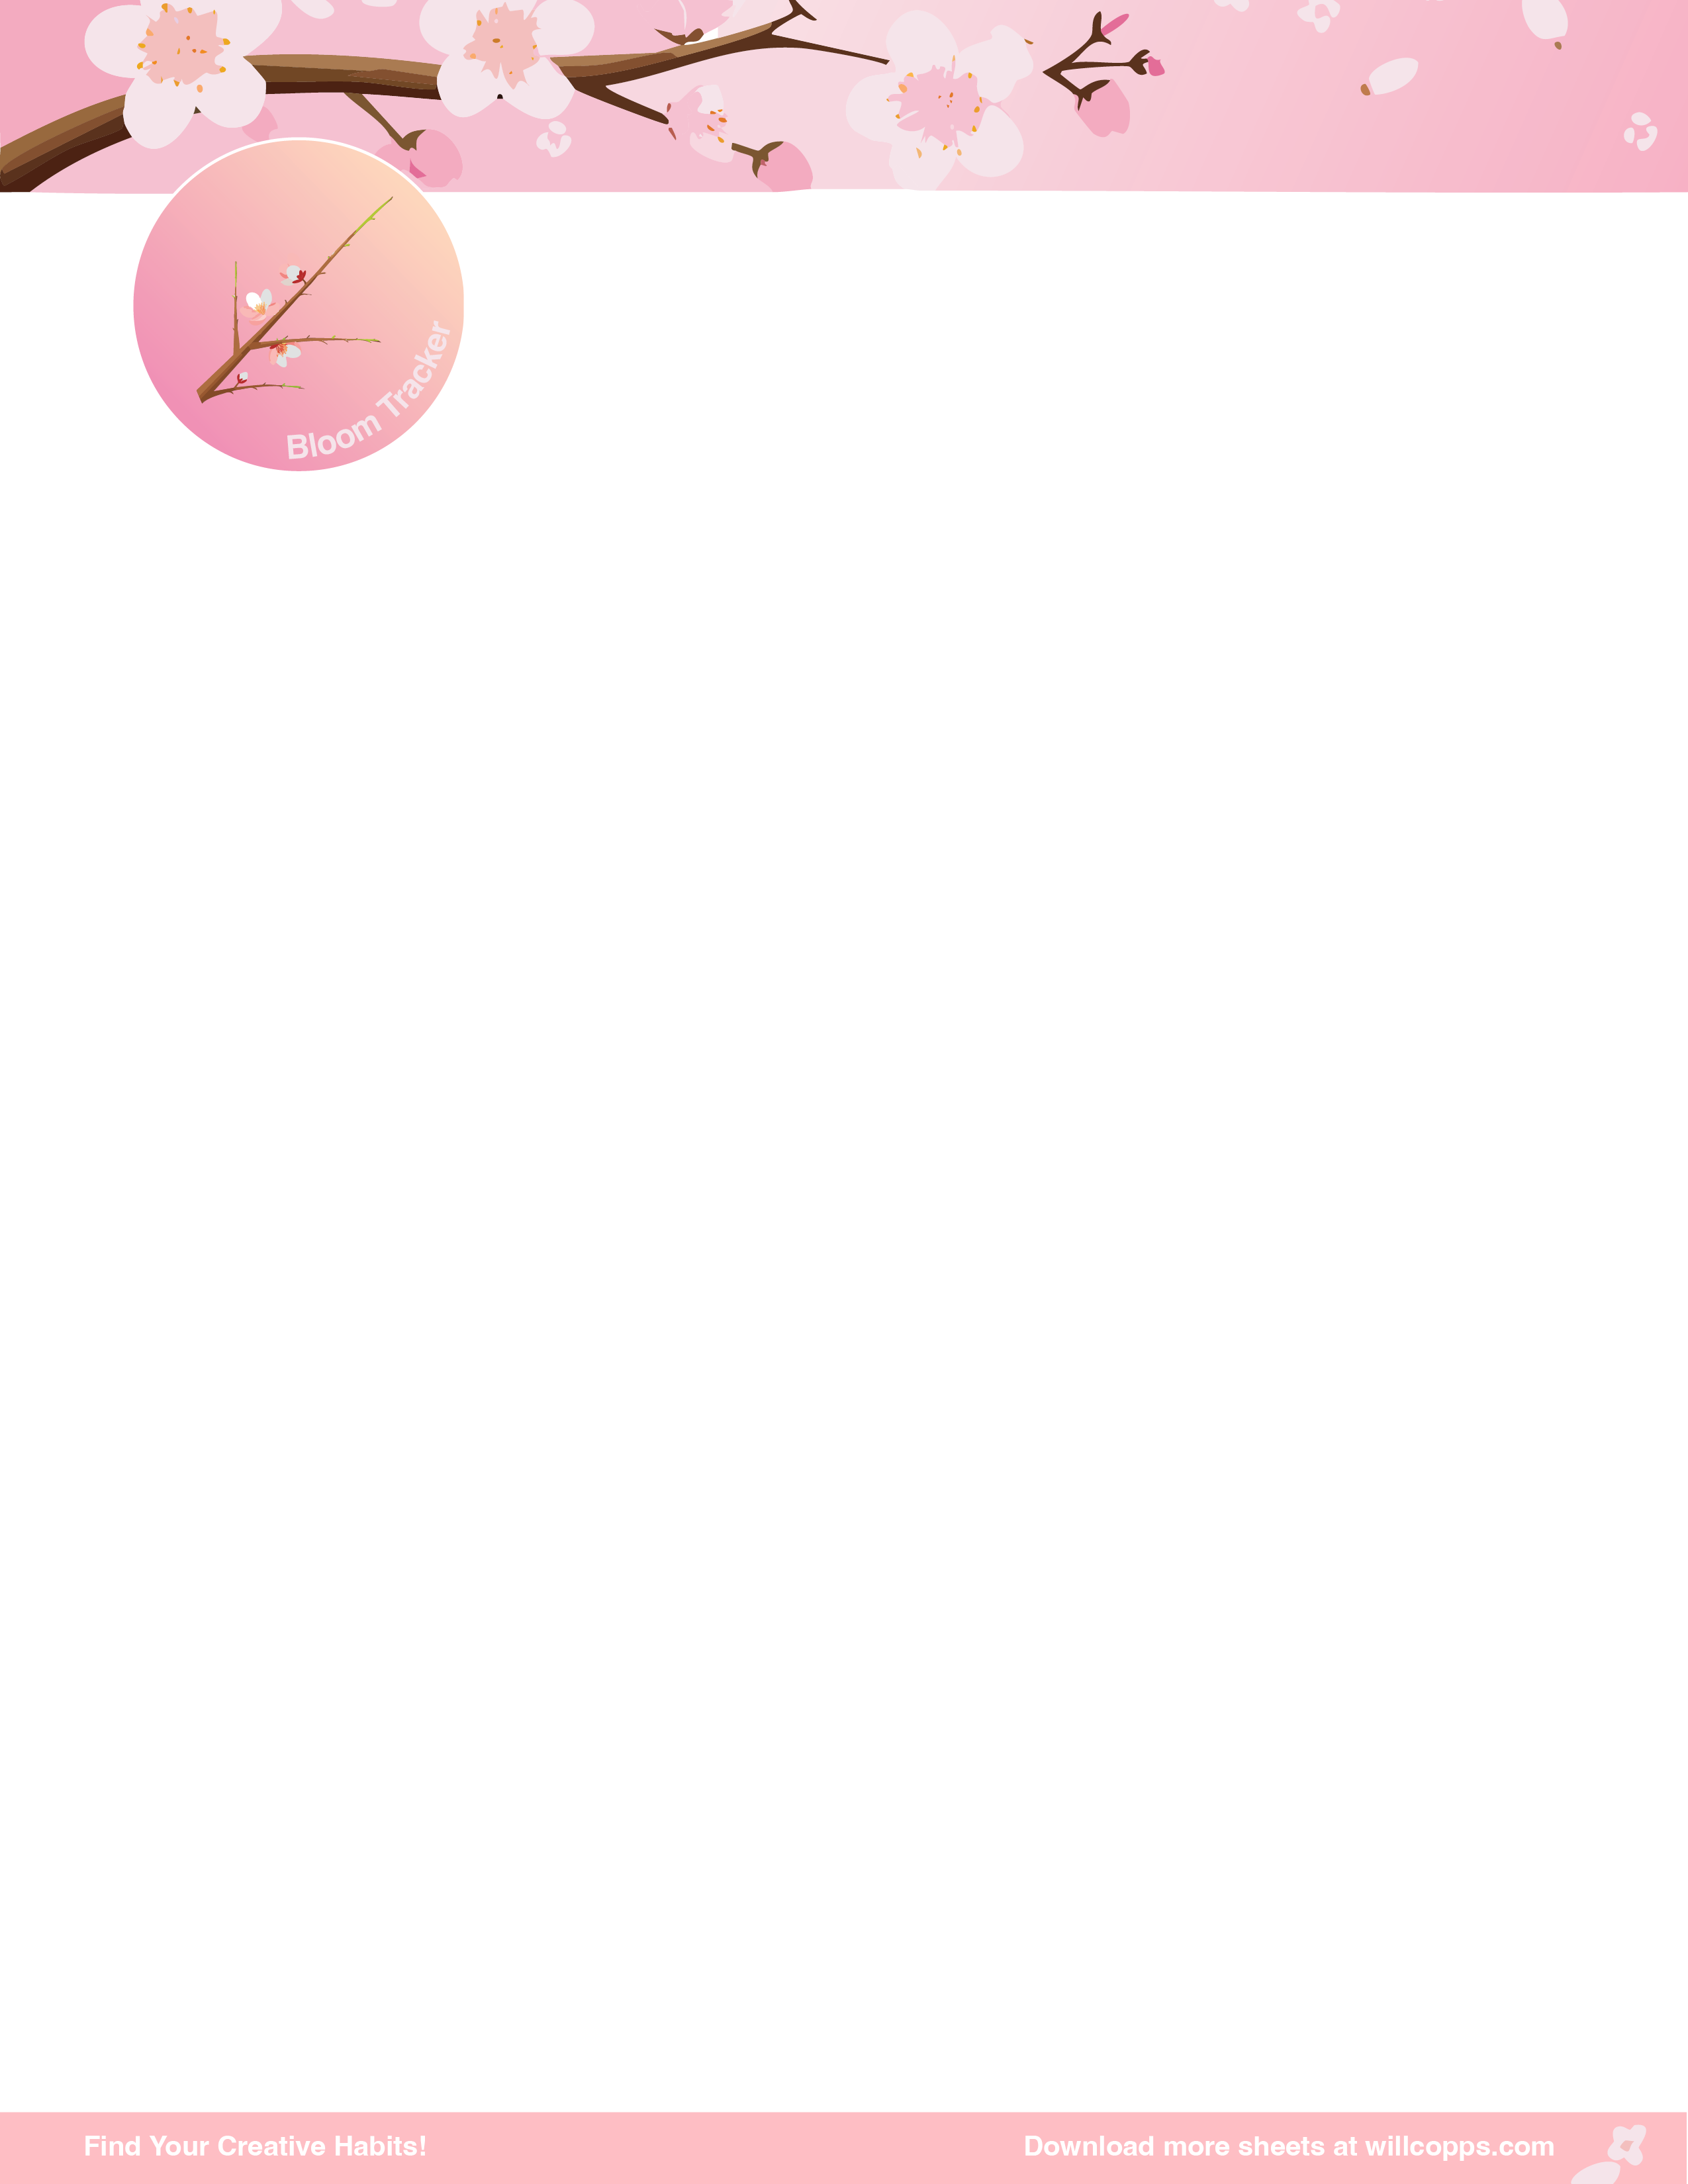 Bloom Tracker
Find Your Creative Habits!
Download more sheets at willcopps.com